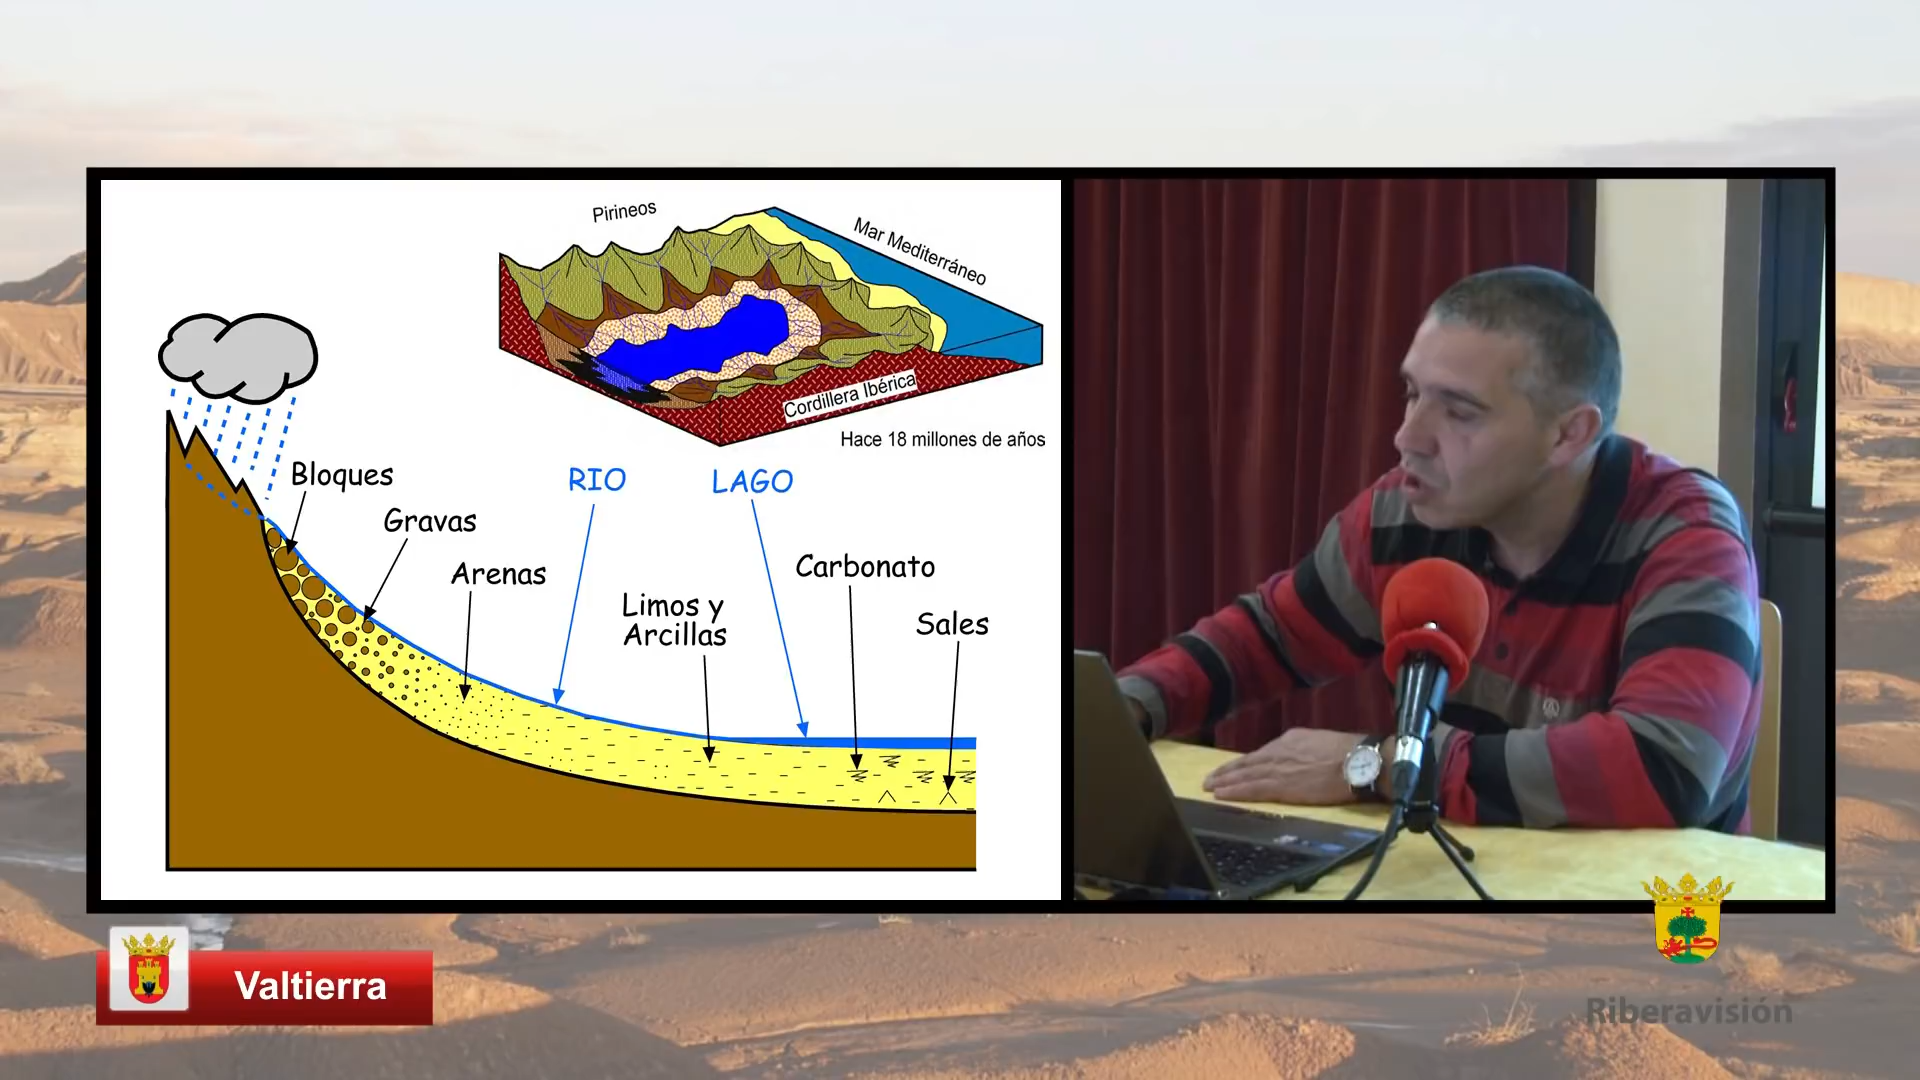 Pirineos
Mar Mediterráneo
Cordillera Ibérica
Hace 18 millones de años
Bloques
Gravas
Arenas
RIO
LAGO
Limos y
Arcillas
Carbonato
Sales
Valtierra
Riberavisión